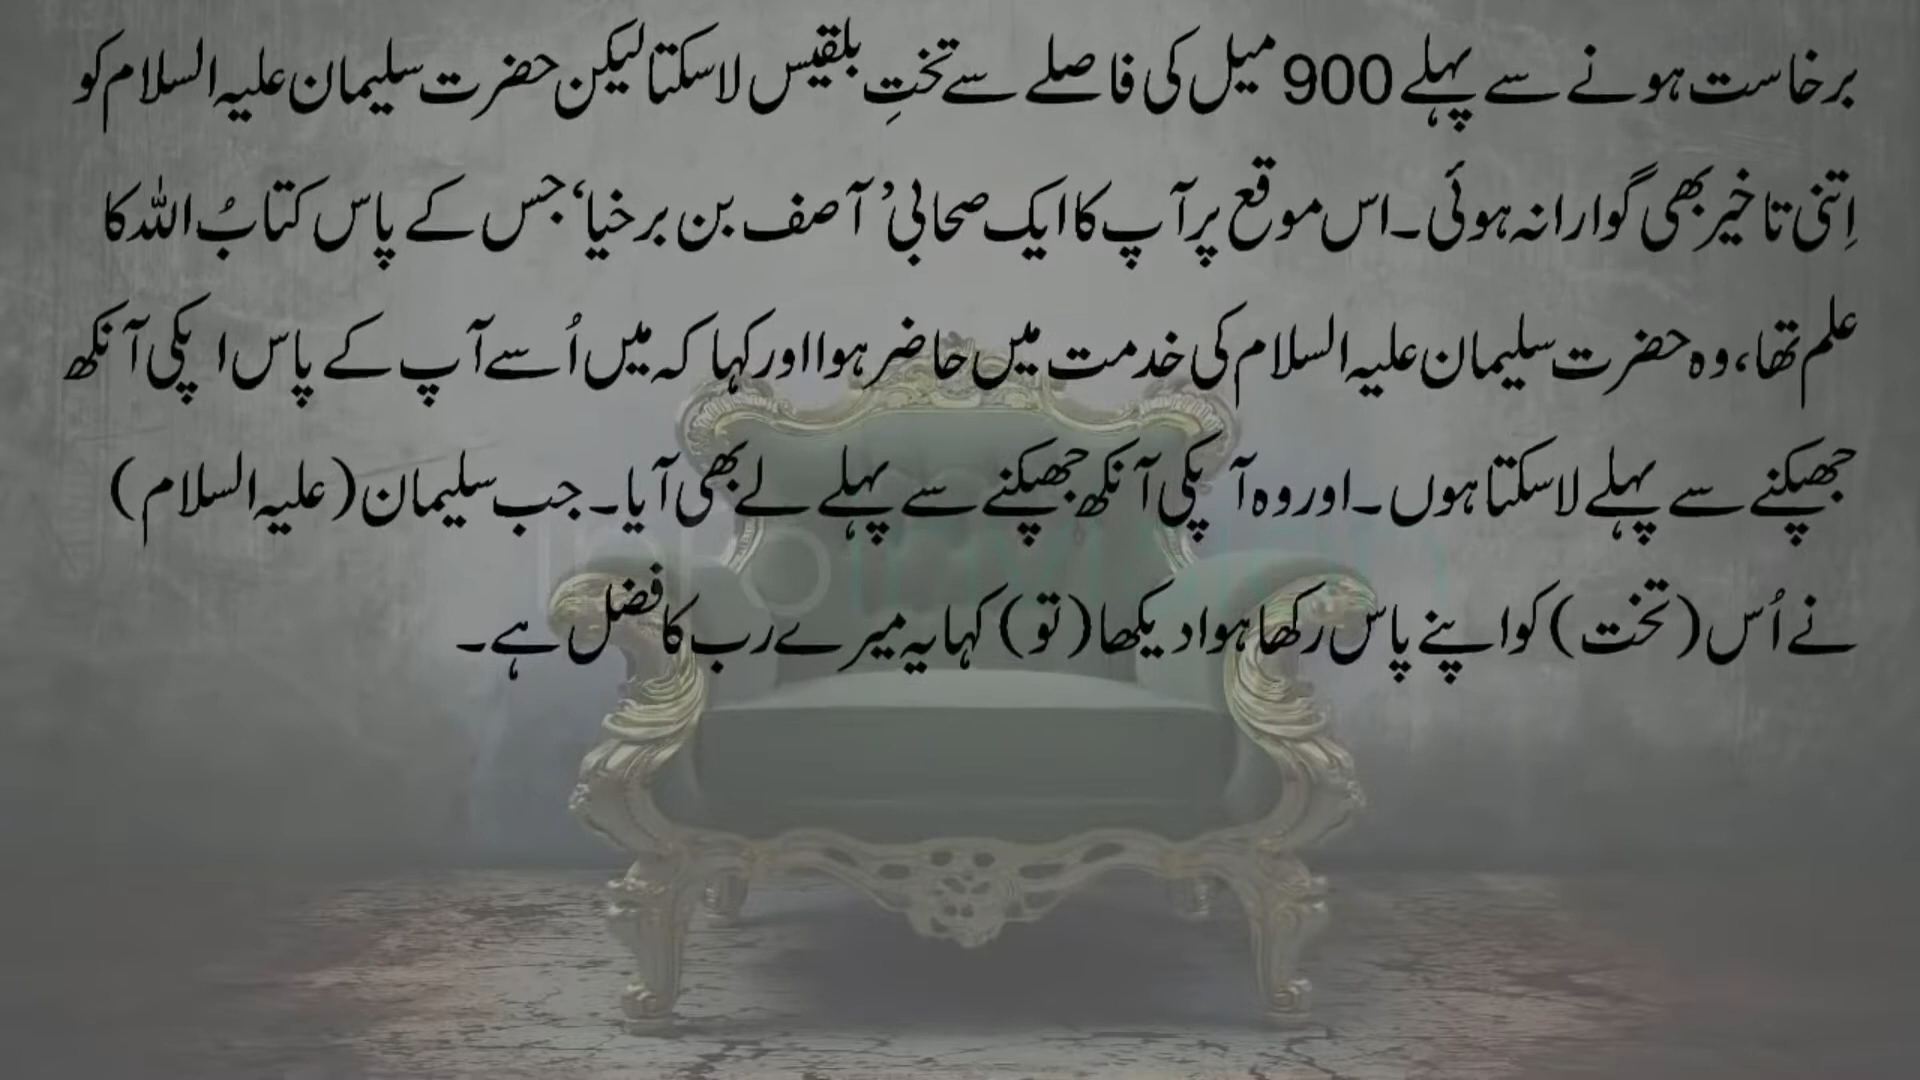 برخاست ہونے سے پہلے 900 میل کی فاصلے سے تختِ بلقیس لاسکتا لیکن حضرت سلیمان علیہ السلام کو
اِتنی تاخیر بھی گوارا نہ ہوئی۔ اس موقع پر آپ کا ایک صحابی ’آصف بن برخیا‘ جس کے پاس کتابُ اللہ کا
علم تھا، وہ حضرت سلیمان علیہ السلام کی خدمت میں حاضر ہوا اور کہا کہ میں اُسے آپ کے پاس اپکی آنکھ
جھپکنے سے پہلے لاسکتا ہوں۔ اور وہ آپکی آنکھ جھپکنے سے پہلے لے بھی آیا۔ جب سلیمان (علیہ السلام)
نے اُس (تخت) کو اپنے پاس رکھا ہوا دیکھا (تو) کہا یہ میرے رب کا فضل ہے۔